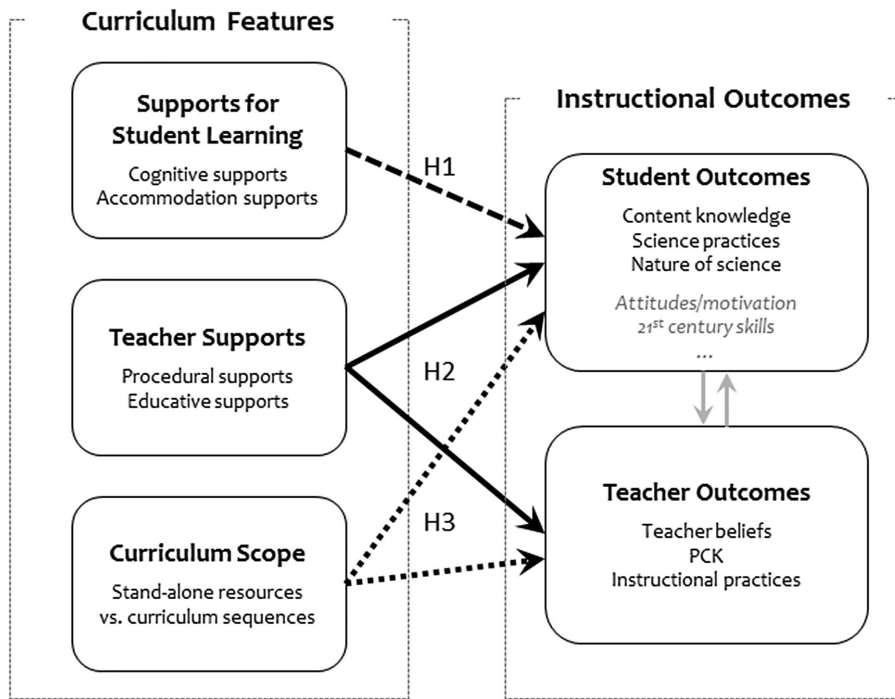 Curriculum Features
Supports for
Student Learning
Cognitive supports
Accommodation supports
Teacher Supports
Procedural supports
Educative supports
Curriculum Scope
Stand-alone resources
vs. curriculum sequences
H1
H2
H3
Instructional Outcomes
Student Outcomes
Content knowledge
Science practices
Nature of science
Attitudes/motivation
21st century skills
...
Teacher Outcomes
Teacher beliefs
PCK
Instructional practices